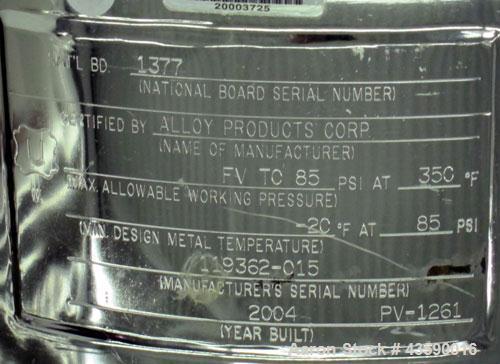 20003725
NAT'L BD. 1377
(NATIONAL BOARD SERIAL NUMBER)
CERTIFIED BY ALLOY PRODUCTS CORP.
(NAME OF MANUFACTURER)
U
W
FV TO 85 PSI AT 350 °F
(MAX. ALLOWABLE WORKING PRESSURE)
-20 °F AT 85 PSI
(MIN. DESIGN METAL TEMPERATURE)
119362-015
(MANUFACTURER'S SERIAL NUMBER)
2004 PV-1261
(YEAR BUILT)
Aaron Stock # 43590016